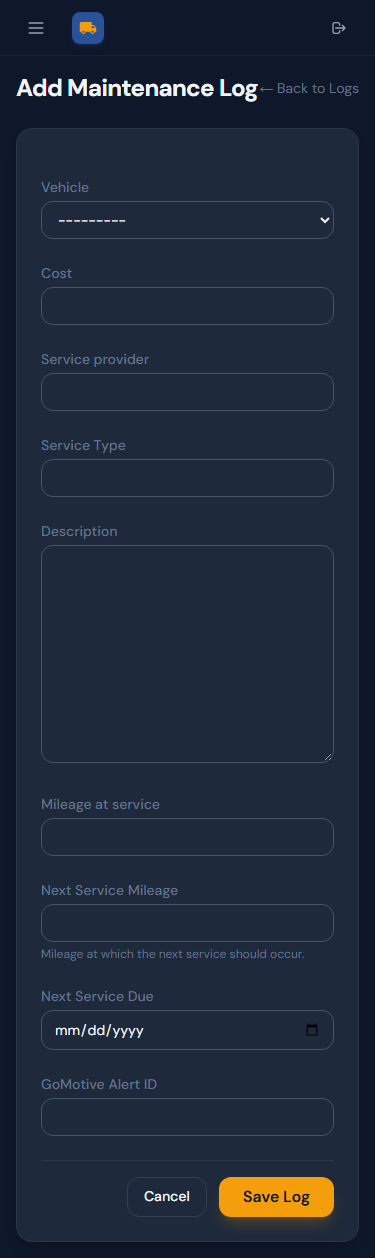 Add Maintenance Log ← Back to Logs
Vehicle
---------
Cost
Service provider
Service Type
Description
Mileage at service
Next Service Mileage
Mileage at which the next service should occur.
Next Service Due
mm/dd/yyyy
GoMotive Alert ID
Cancel Save Log